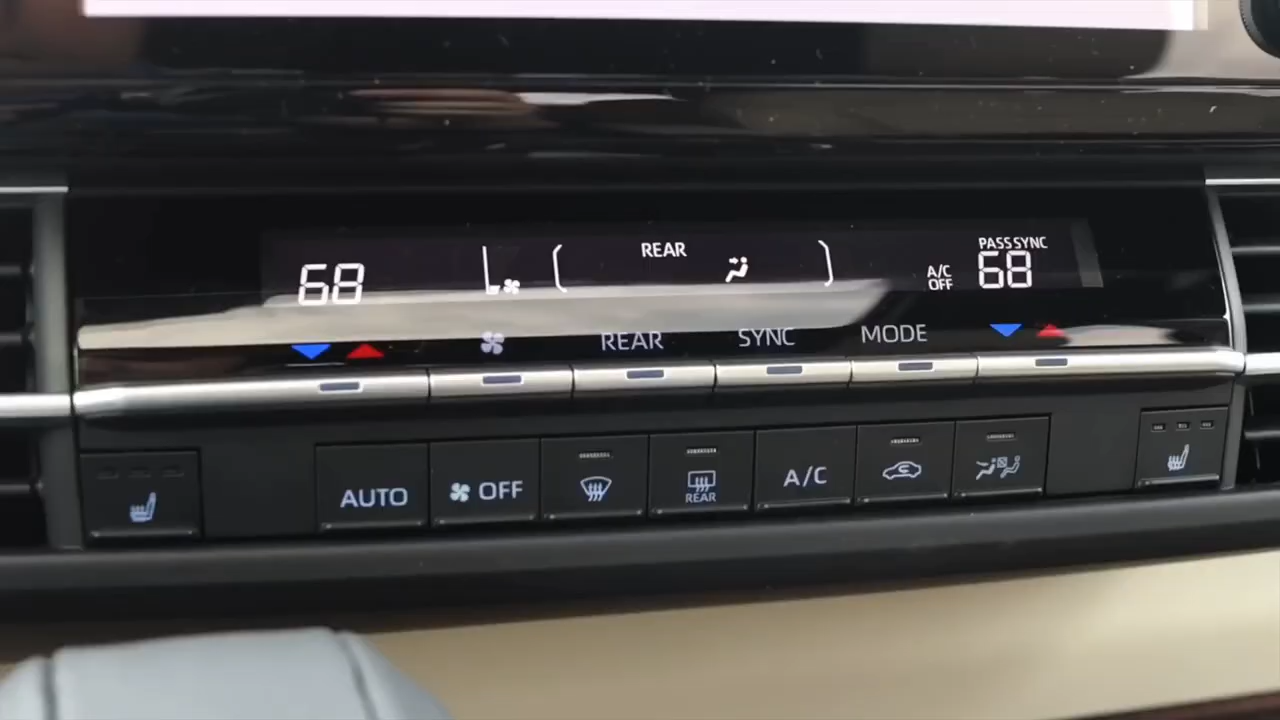 REAR
PASS SYNC
68
A/C
OFF
68
REAR
SYNC
MODE
AUTO
OFF
REAR
A/C